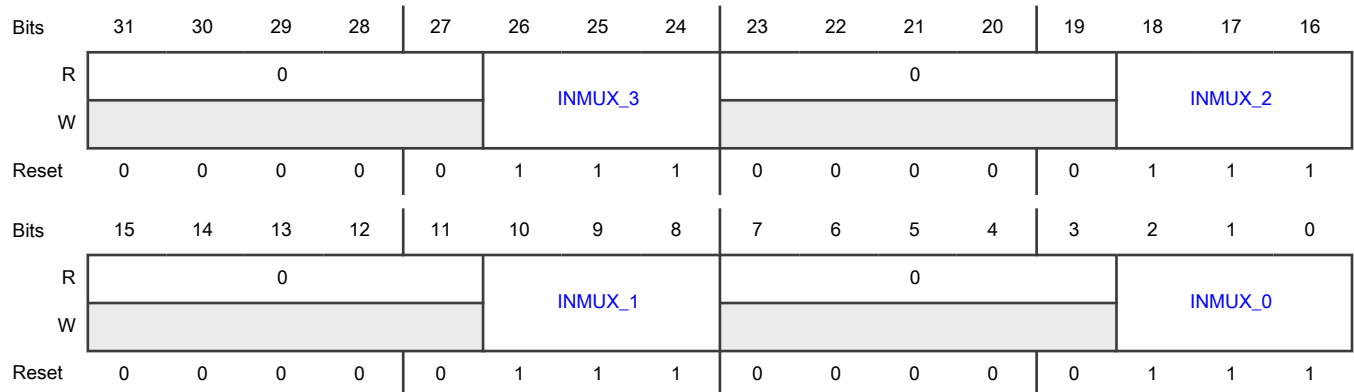 Bits 31 30 29 28 27 26 25 24 23 22 21 20 19 18 17 16
R 0 INMUX_3 0 INMUX_2
W
Reset 0 0 0 0 0 1 1 1 0 0 0 0 0 1 1 1
Bits 15 14 13 12 11 10 9 8 7 6 5 4 3 2 1 0
R 0 INMUX_1 0 INMUX_0
W
Reset 0 0 0 0 0 1 1 1 0 0 0 0 0 1 1 1